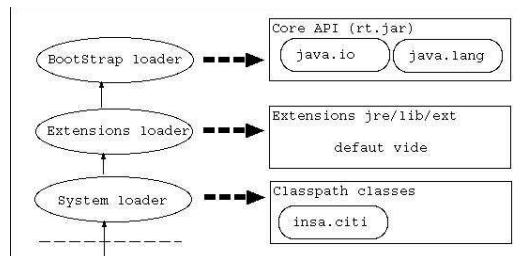 Core API (rt.jar)
BootStrap loader
java.io
java.lang
Extensions loader
Extensions jre/lib/ext
defaut vide
System loader
Classpath classes
insa.citi